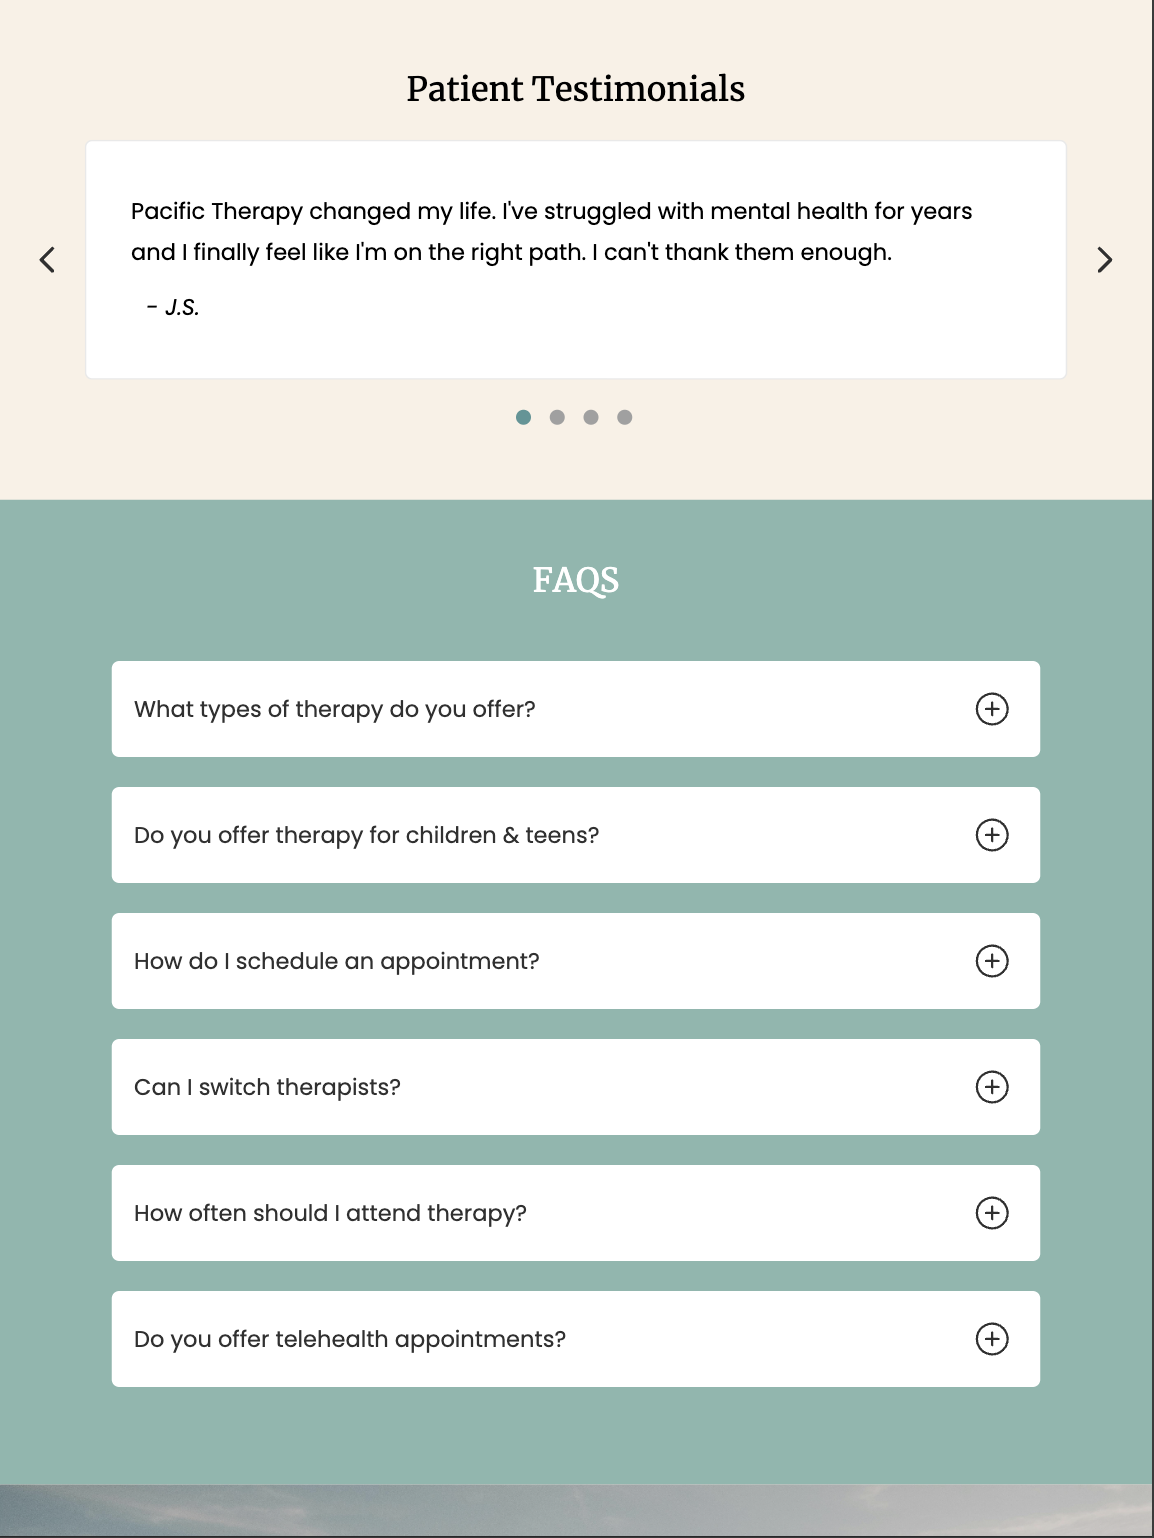 Patient Testimonials
Pacific Therapy changed my life. I've struggled with mental health for years
and I finally feel like I'm on the right path. I can't thank them enough.
- J.S.
FAQS
What types of therapy do you offer?
Do you offer therapy for children & teens?
How do I schedule an appointment?
Can I switch therapists?
How often should I attend therapy?
Do you offer telehealth appointments?